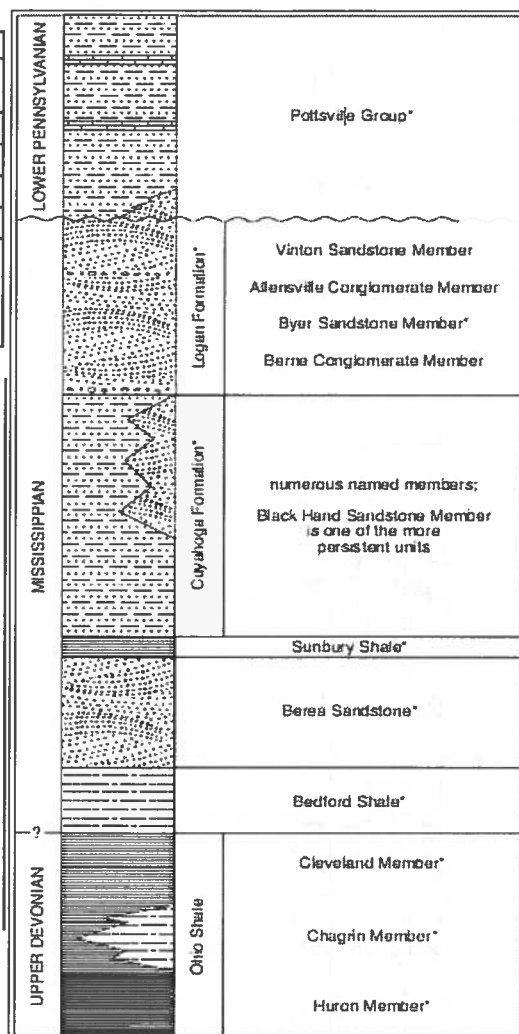 LOWER PENNSYLVANIAN
Pottsville Group*
MISSISSIPPIAN
Logan Formation*
Vinton Sandstone Member
Allensville Conglomerate Member
Byer Sandstone Member*
Berne Conglomerate Member
Cuyahoga Formation*
numerous named members;
Black Hand Sandstone Member
is one of the more
persistent units
Sunbury Shale*
Berea Sandstone*
Bedford Shale*
?
UPPER DEVONIAN
Ohio Shale
Cleveland Member*
Chagrin Member*
Huron Member*